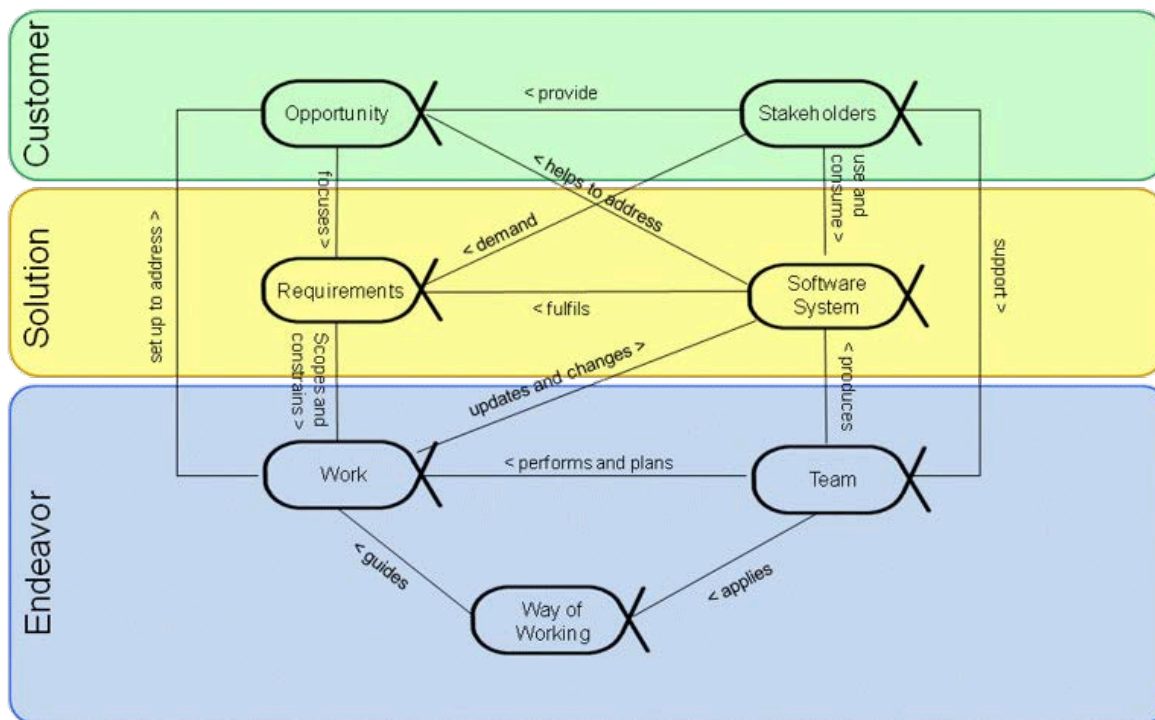 Customer
Opportunity
< provide
Stakeholders
focuses >
< helps to address
use and
consume >
< demand
set up to address >
support >
Solution
Requirements
< fulfils
Software
System
Scopes and
constrains >
updates and changes >
< produces
Endeavor
Work
< performs and plans
Team
< guides
< applies
Way of
Working